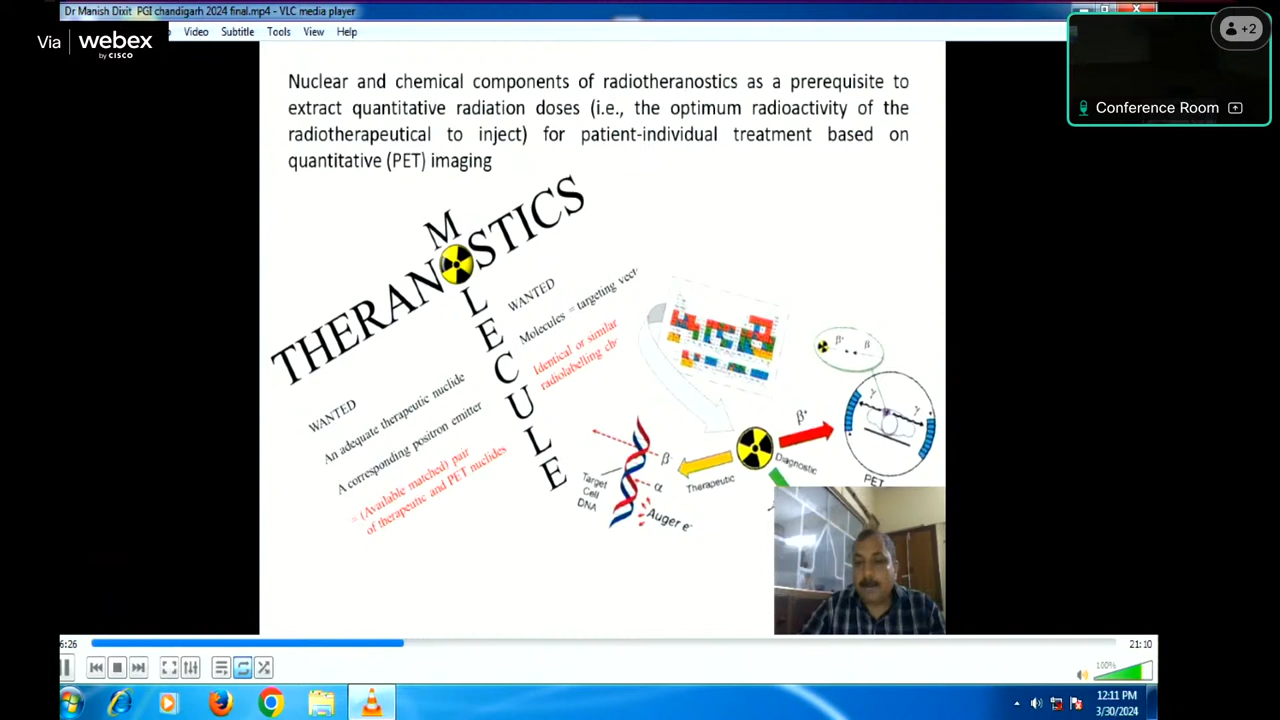 Dr Manish Dixit PGI chandigarh 2024 final.mp4 - VLC media player
Via webex
by CISCO
Video Subtitle Tools View Help
+2
Conference Room
Nuclear and chemical components of radiotheranostics as a prerequisite to
extract quantitative radiation doses (i.e., the optimum radioactivity of the
radiotherapeutical to inject) for patient-individual treatment based on
quantitative (PET) imaging
THERANOSTICS
MOLECULE
WANTED
Molecules = targeting vect
Identical or similar
radiolabelling ch
WANTED
An adequate therapeutic nuclide
A corresponding positron emitter
= (Available matched) pair
of therapeutic and PET nuclides
β+
β-
γ
γ
PET
β+
Diagnostic
Therapeutic
β-
α
Auger e-
Target
Cell
DNA
6:26
21:10
100%
12:11 PM
3/30/2024